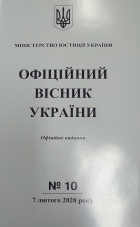 МІНІСТЕРСТВО ЮСТИЦІЇ УКРАЇНИ
ОФІЦІЙНИЙ
ВІСНИК
УКРАЇНИ
Офіційне видання
№ 10
7 лютого 2020 року